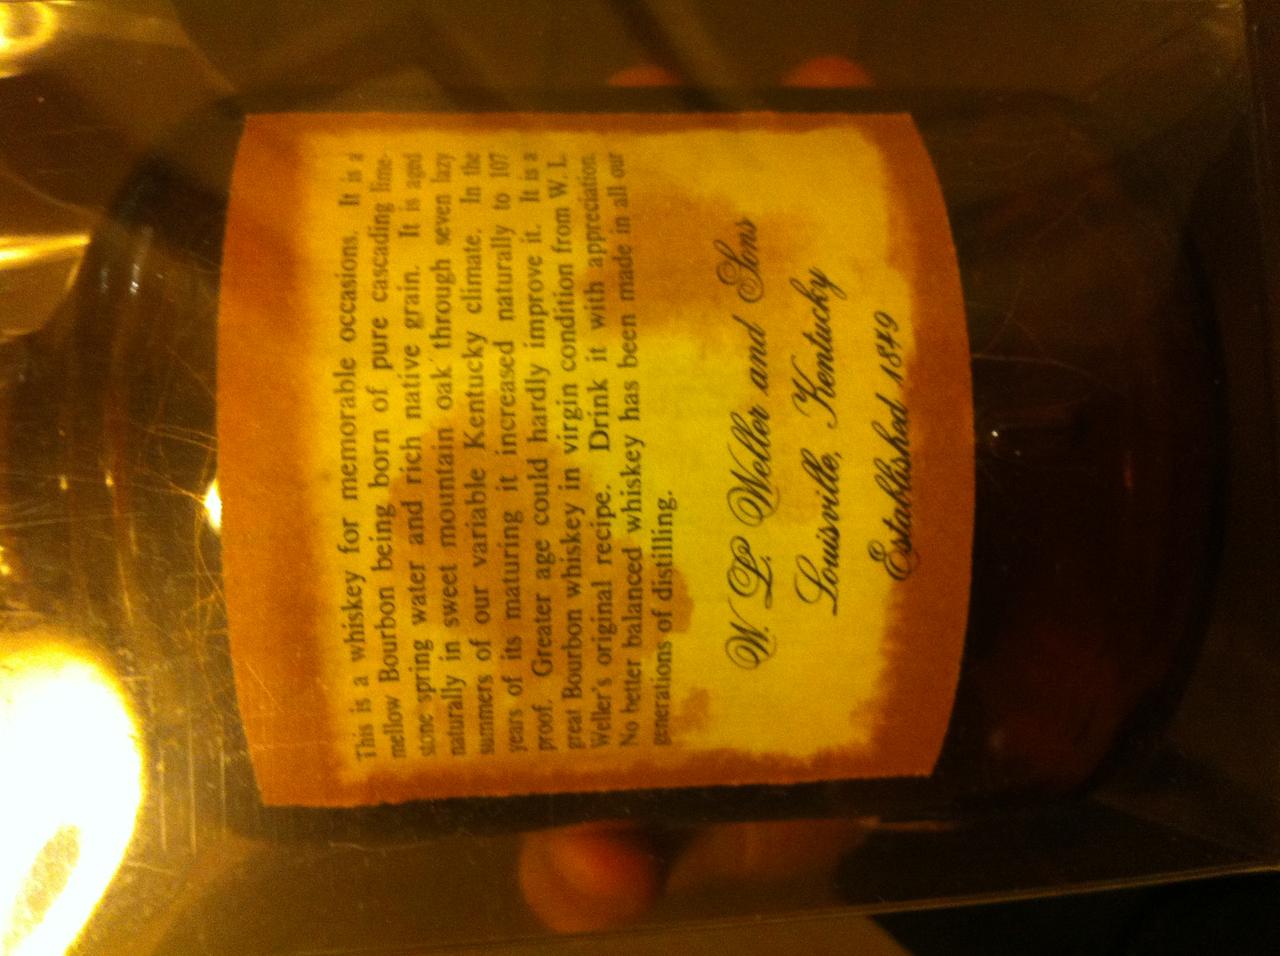 This is a whiskey for memorable occasions. It is a
mellow Bourbon being born of pure cascading lime-
stone spring water and rich native grain. It is aged
naturally in sweet mountain oak through seven lazy
summers of our variable Kentucky climate. In the
years of its maturing it increased naturally to 107
proof. Greater age could hardly improve it. It is a
great Bourbon whiskey in virgin condition from W. L.
Weller's original recipe. Drink it with appreciation.
No better balanced whiskey has been made in all our
generations of distilling.
W. L. Weller and Sons
Louisville, Kentucky
Established 1849